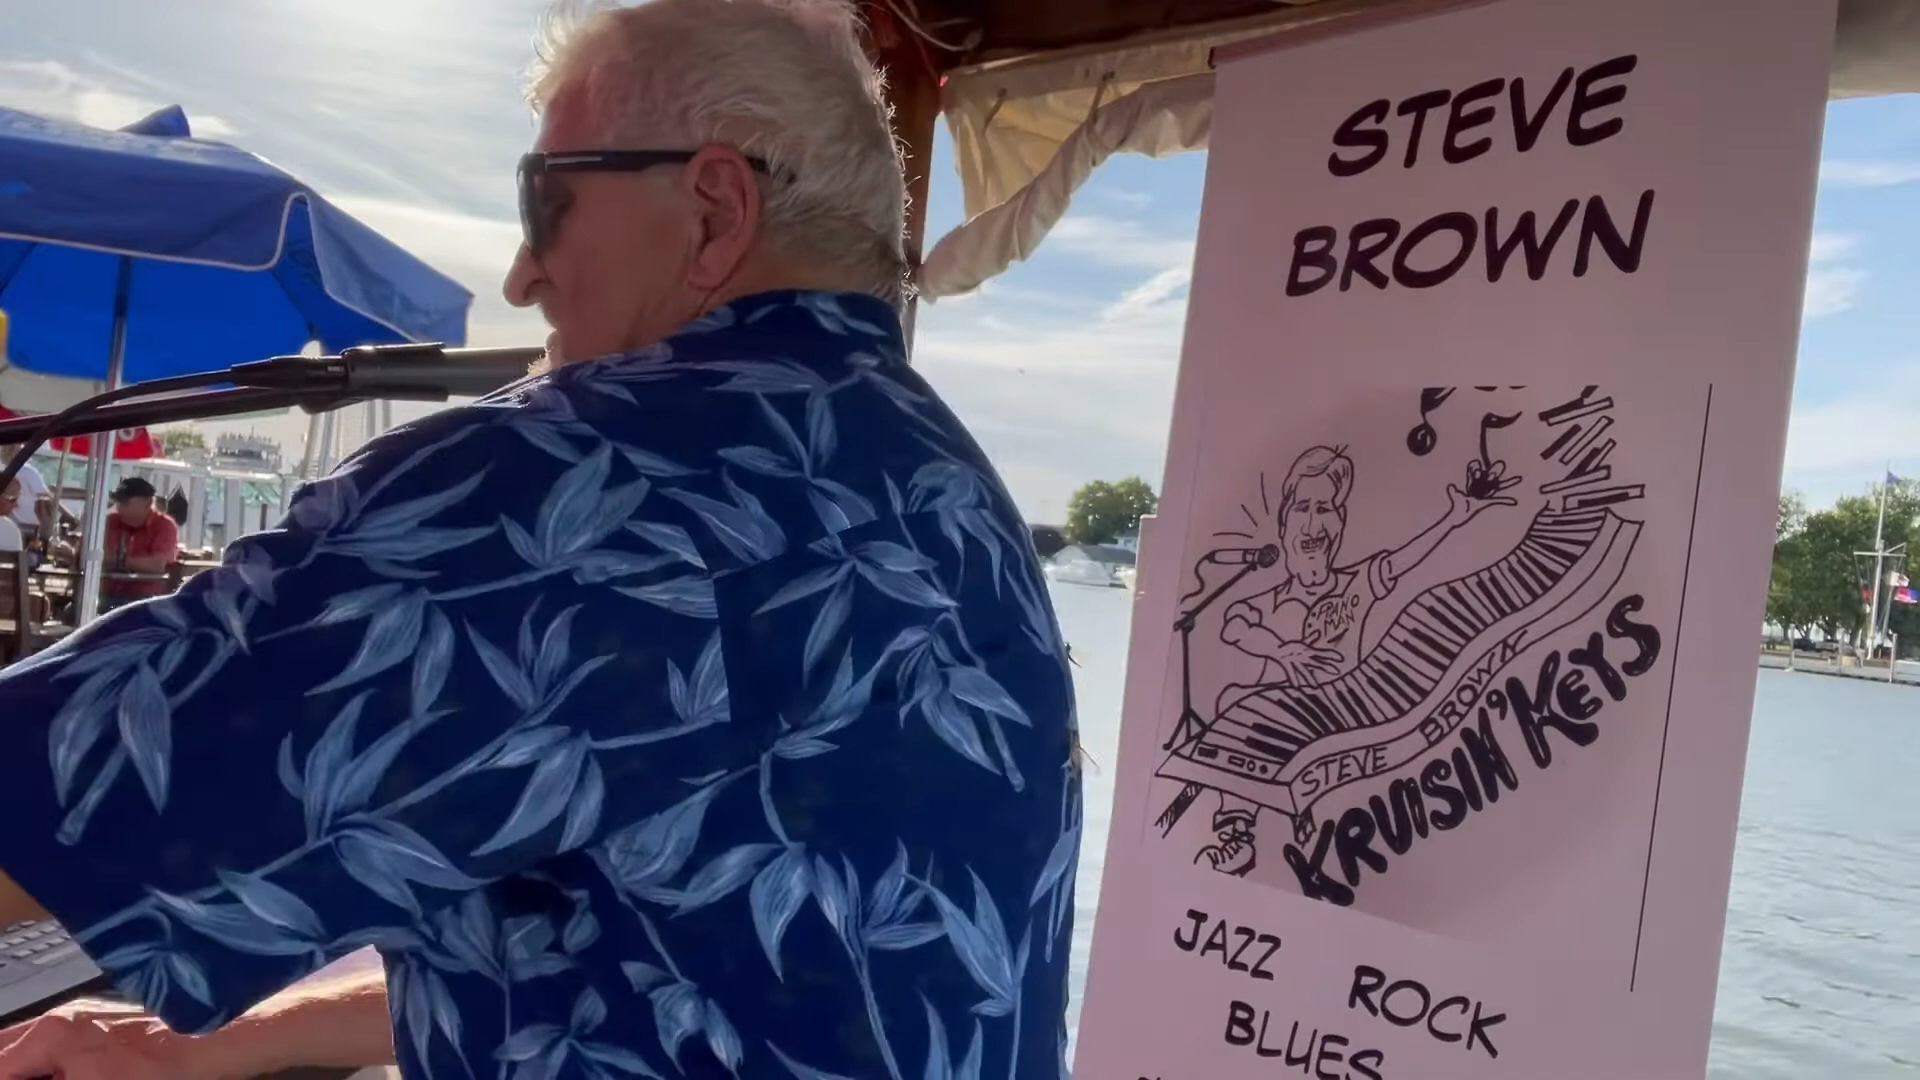 STEVE
BROWN
PIANO
MAN
STEVE BROWN
KRUISIN' KEYS
JAZZ ROCK
BLUES